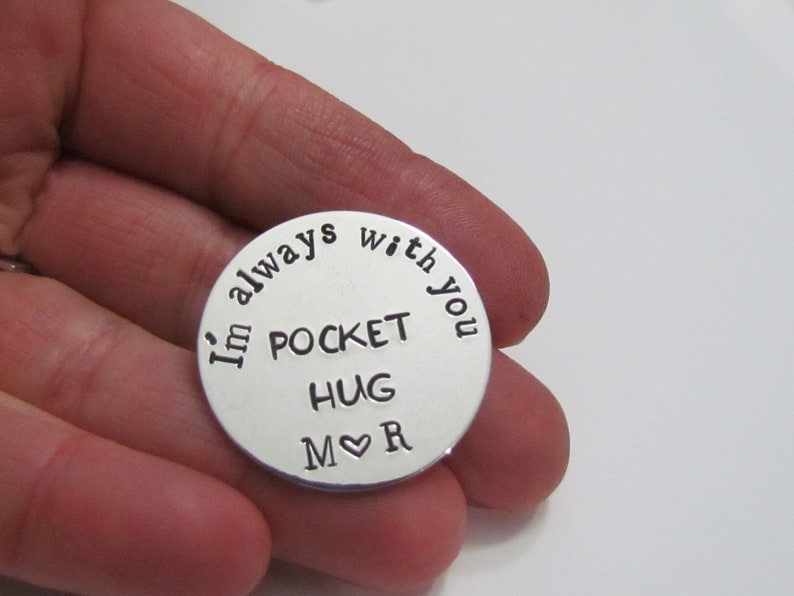 I'm always with you
POCKET
HUG
M♡R